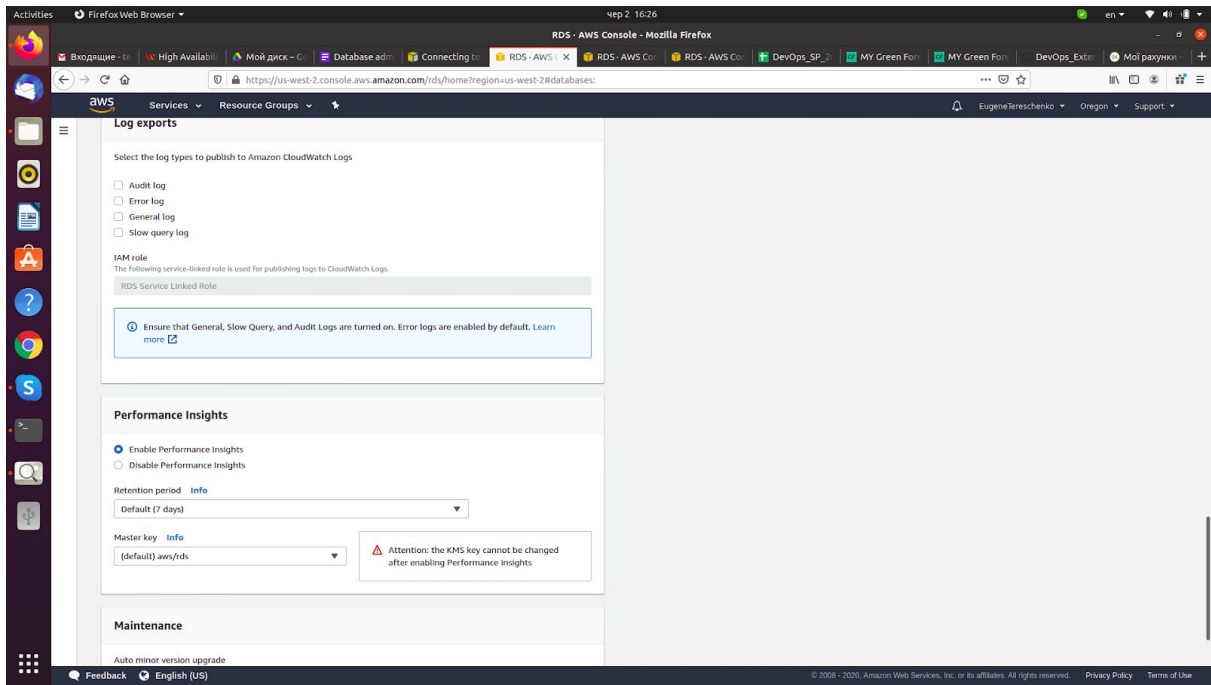 Activities Firefox Web Browser чер 2 16:26 en
RDS · AWS Console - Mozilla Firefox
Входящие - te High Availabili Мой диск – Go Database adm Connecting to RDS · AWS C RDS · AWS Con RDS · AWS Con DevOps_SP_2 MY Green Fore MY Green Ford DevOps_Exter Мої рахунки –
https://us-west-2.console.aws.amazon.com/rds/home?region=us-west-2#databases:
aws Services Resource Groups EugeneTereschenko Oregon Support
Log exports
Select the log types to publish to Amazon CloudWatch Logs
Audit log
Error log
General log
Slow query log
IAM role
The following service-linked role is used for publishing logs to CloudWatch Logs.
RDS Service Linked Role
Ensure that General, Slow Query, and Audit Logs are turned on. Error logs are enabled by default. Learn
more
Performance Insights
Enable Performance Insights
Disable Performance Insights
Retention period Info
Default (7 days)
Master key Info
(default) aws/rds
Attention: the KMS key cannot be changed
after enabling Performance Insights
Maintenance
Auto minor version upgrade
Feedback English (US) © 2008 - 2020, Amazon Web Services, Inc. or its affiliates. All rights reserved. Privacy Policy Terms of Use